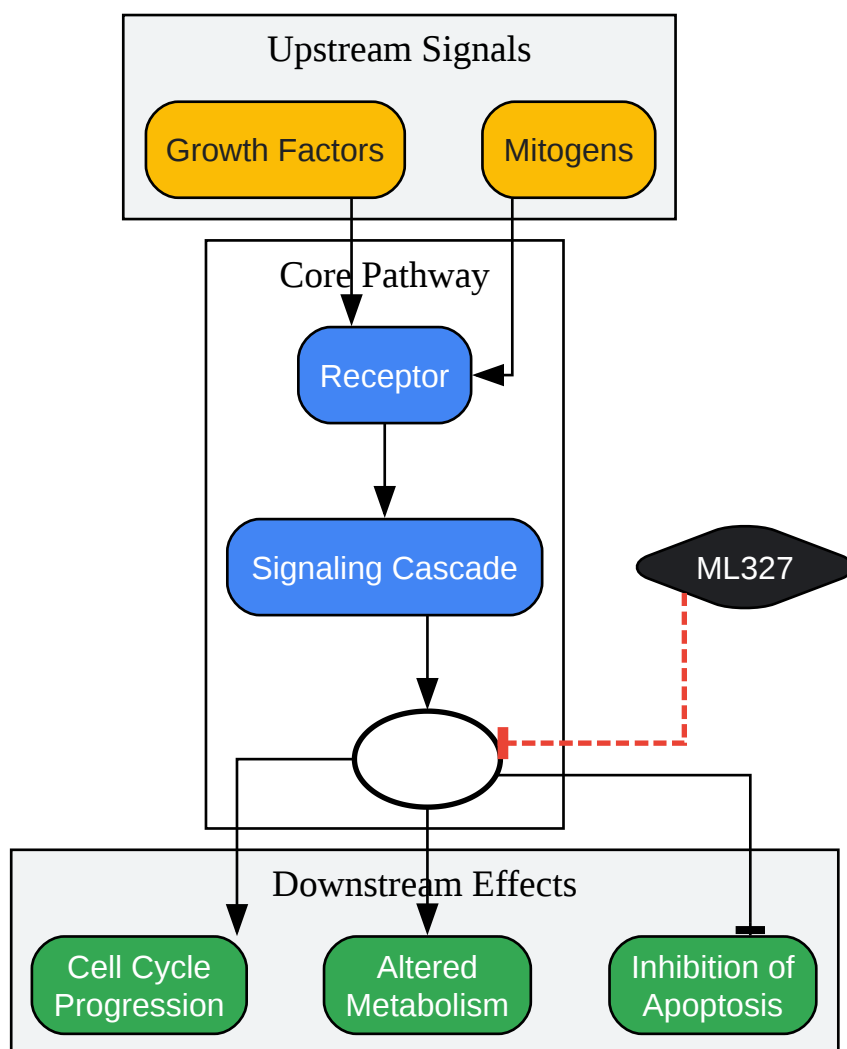 Upstream Signals
Growth Factors
Mitogens
Core Pathway
Receptor
Signaling Cascade
ML327
Downstream Effects
Cell Cycle
Progression
Altered
Metabolism
Inhibition of
Apoptosis